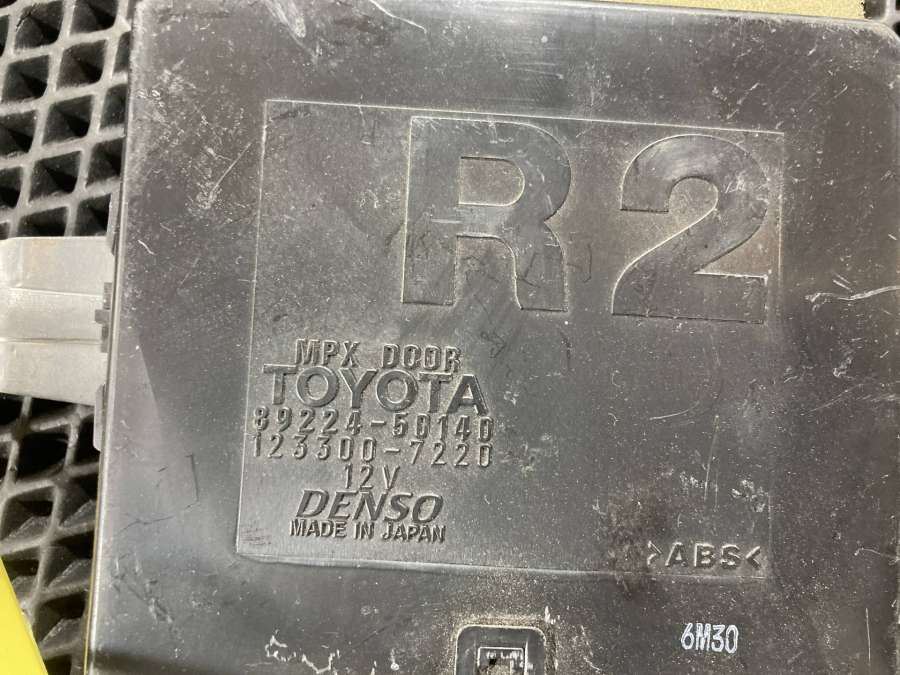 R2
MPX DOOR
TOYOTA
89224-50140
123300-7220
12V
DENSO
MADE IN JAPAN
>ABS<
6M30